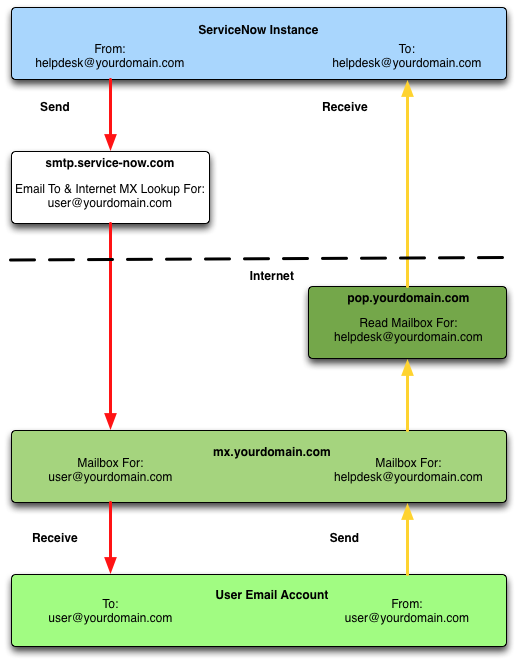 ServiceNow Instance
From:
helpdesk@yourdomain.com
To:
helpdesk@yourdomain.com
Send
Receive
smtp.service-now.com
Email To & Internet MX Lookup For:
user@yourdomain.com
Internet
pop.yourdomain.com
Read Mailbox For:
helpdesk@yourdomain.com
mx.yourdomain.com
Mailbox For:
user@yourdomain.com
Mailbox For:
helpdesk@yourdomain.com
Receive
Send
User Email Account
To:
user@yourdomain.com
From:
user@yourdomain.com